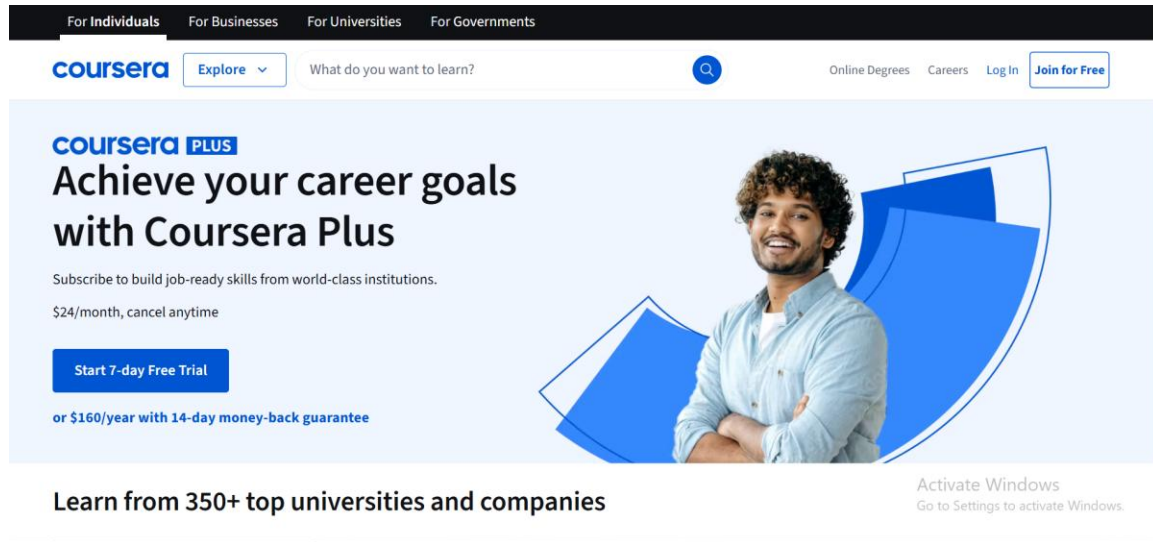 For Individuals For Businesses For Universities For Governments
coursera Explore What do you want to learn? Online Degrees Careers Log In Join for Free
coursera PLUS
Achieve your career goals
with Coursera Plus
Subscribe to build job-ready skills from world-class institutions.
$24/month, cancel anytime
Start 7-day Free Trial
or $160/year with 14-day money-back guarantee
Learn from 350+ top universities and companies
Activate Windows
Go to Settings to activate Windows.